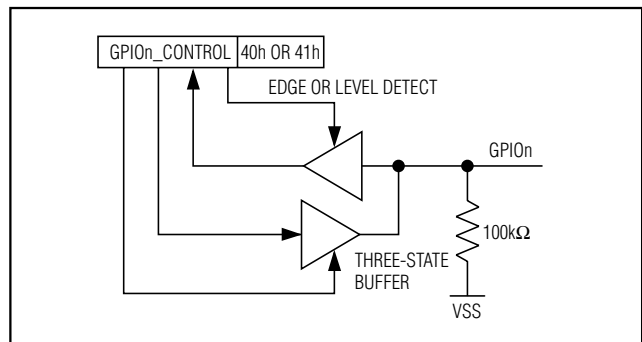 GPIOn_CONTROL 40h OR 41h
EDGE OR LEVEL DETECT
GPIOn
100kΩ
THREE-STATE
BUFFER
VSS